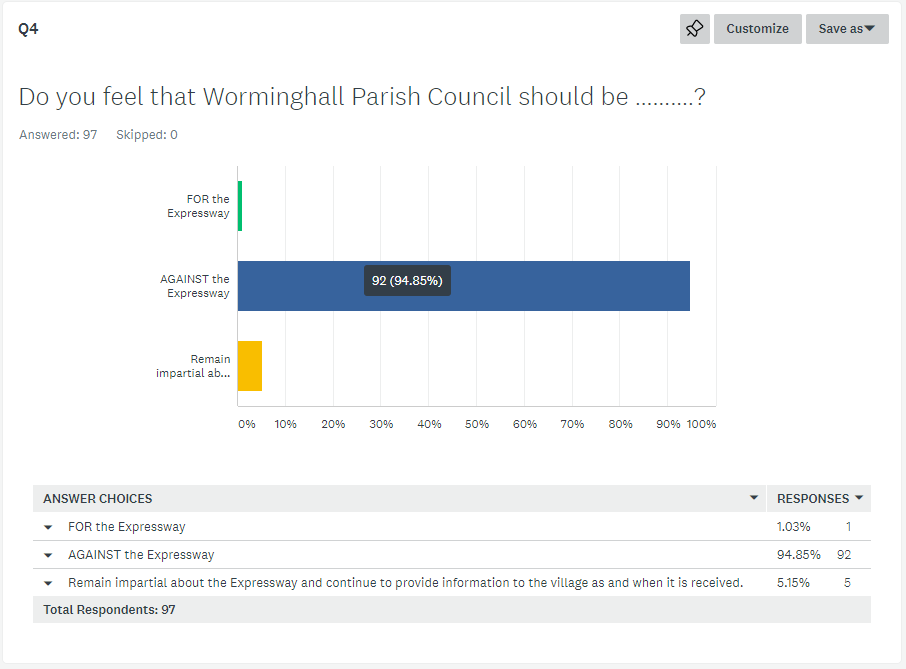 Q4
Customize
Save as
Do you feel that Worminghall Parish Council should be ..........?
Answered: 97 Skipped: 0
FOR the
Expressway
AGAINST the
Expressway
92 (94.85%)
Remain
impartial ab...
0% 10% 20% 30% 40% 50% 60% 70% 80% 90% 100%
ANSWER CHOICES RESPONSES
FOR the Expressway 1.03% 1
AGAINST the Expressway 94.85% 92
Remain impartial about the Expressway and continue to provide information to the village as and when it is received. 5.15% 5
Total Respondents: 97